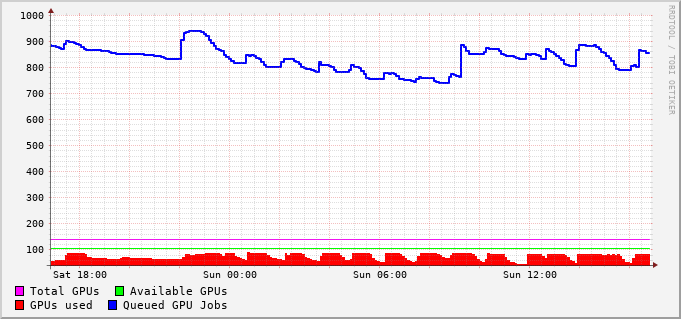 1000
900
800
700
600
500
400
300
200
100
Sat 18:00 Sun 00:00 Sun 06:00 Sun 12:00
Total GPUs Available GPUs
GPUs used Queued GPU Jobs
RRDTOOL / TOBI OETIKER